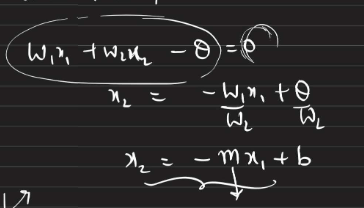 w₁x₁ + w₂x₂ - θ = 0
x₂ = -w₁x₁/w₂ + θ/w₂
x₂ = -mx₁ + b